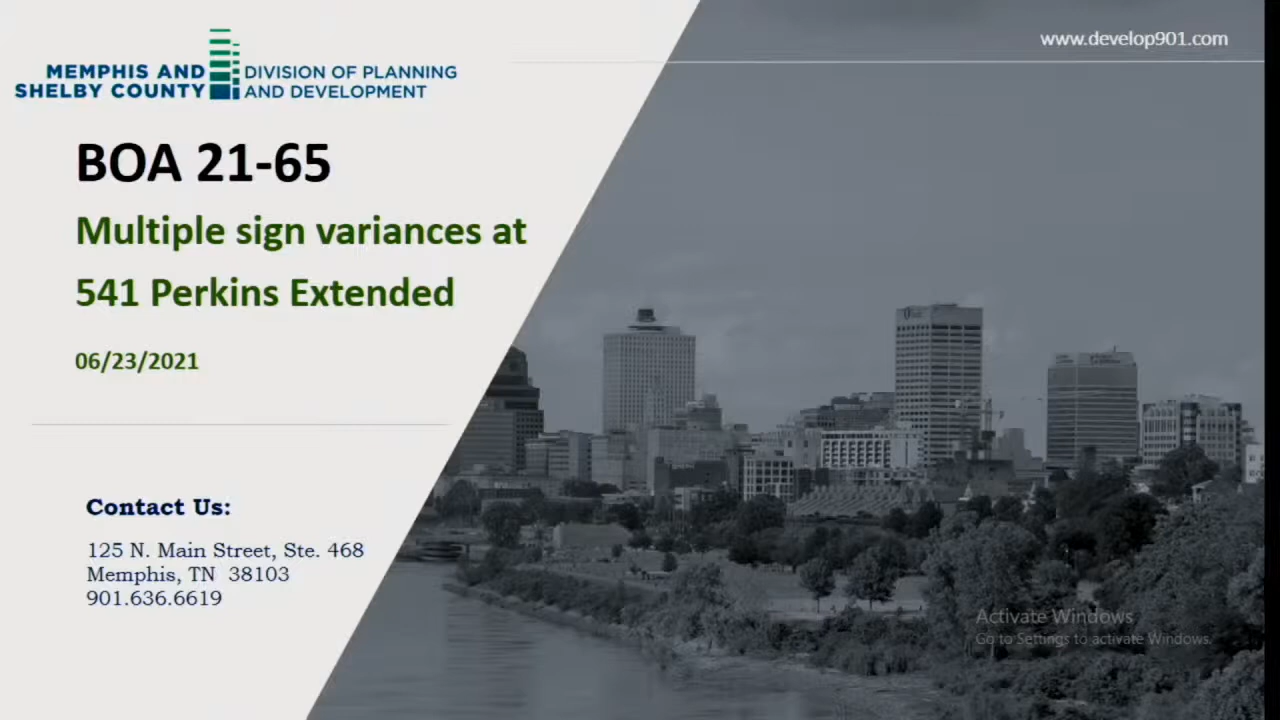 www.develop901.com
MEMPHIS AND DIVISION OF PLANNING
SHELBY COUNTY AND DEVELOPMENT
BOA 21-65
Multiple sign variances at
541 Perkins Extended
06/23/2021
Contact Us:
125 N. Main Street, Ste. 468
Memphis, TN 38103
901.636.6619
Activate Windows
Go to Settings to activate Windows.